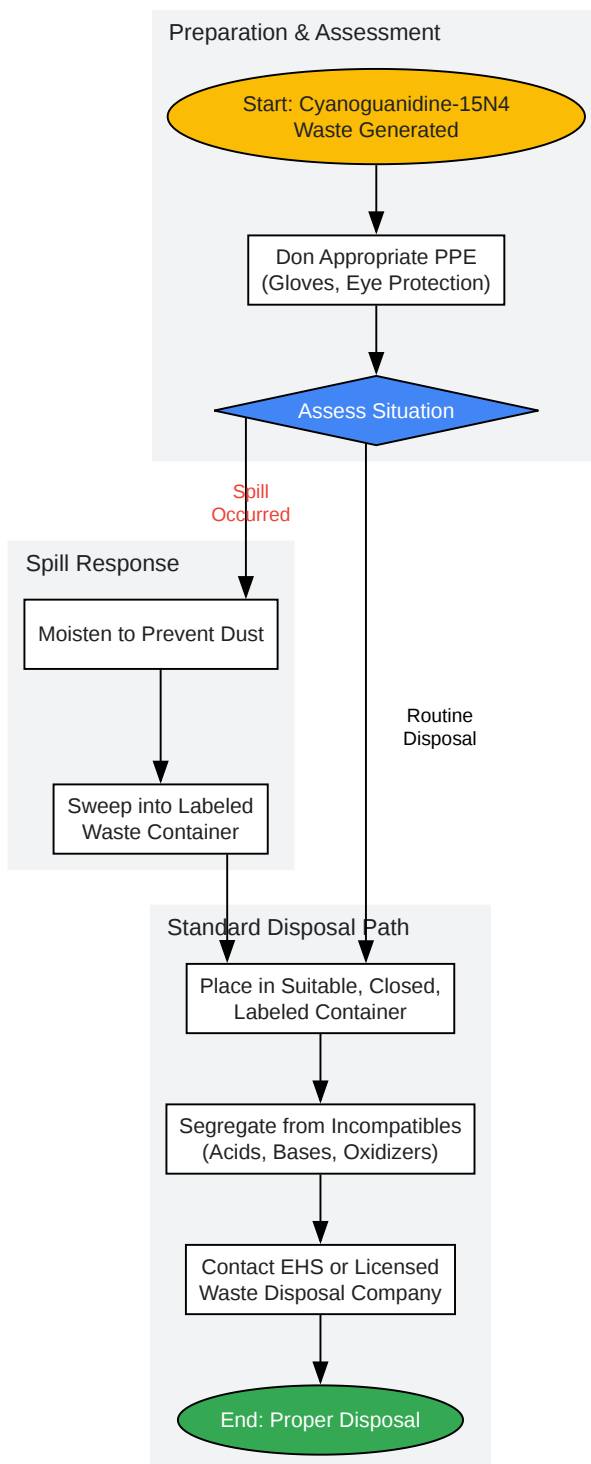 Preparation & Assessment
Start: Cyanoguanidine-15N4
Waste Generated
Don Appropriate PPE
(Gloves, Eye Protection)
Assess Situation
Spill
Occurred
Spill Response
Moisten to Prevent Dust
Routine
Disposal
Sweep into Labeled
Waste Container
Standard Disposal Path
Place in Suitable, Closed,
Labeled Container
Segregate from Incompatibles
(Acids, Bases, Oxidizers)
Contact EHS or Licensed
Waste Disposal Company
End: Proper Disposal